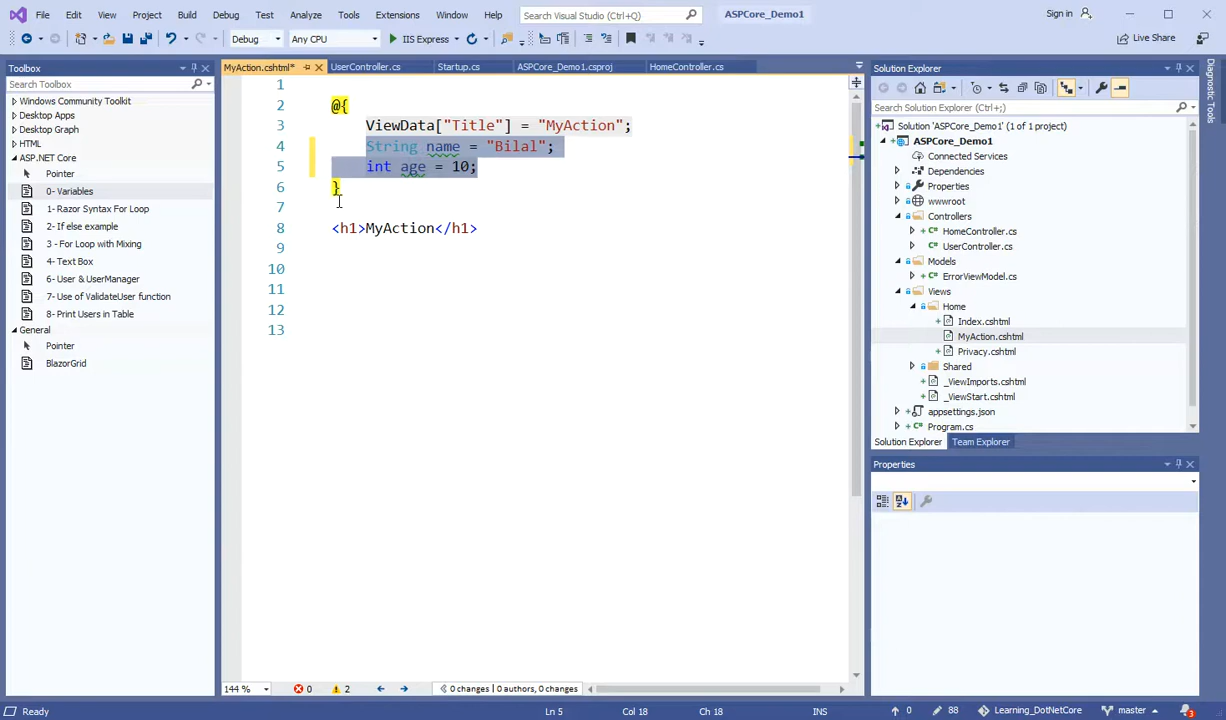 File Edit View Project Build Debug Test Analyze Tools Extensions Window Help Search Visual Studio (Ctrl+Q) ASPCore_Demo1 Sign in
Debug Any CPU IIS Express Live Share
Toolbox
Search Toolbox
Windows Community Toolkit
Desktop Apps
Desktop Graph
HTML
ASP.NET Core
Pointer
0- Variables
1- Razor Syntax For Loop
2- If else example
3 - For Loop with Mixing
4- Text Box
6- User & UserManager
7- Use of ValidateUser function
8- Print Users in Table
General
Pointer
BlazorGrid
MyAction.cshtml* UserController.cs Startup.cs ASPCore_Demo1.csproj HomeController.cs
1
2 @{
3 ViewData["Title"] = "MyAction";
4 String name = "Bilal";
5 int age = 10;
6 }
7
8 <h1>MyAction</h1>
9
10
11
12
13
144 % 0 2 0 changes | 0 authors, 0 changes
Solution Explorer
Search Solution Explorer (Ctrl+;)
Solution 'ASPCore_Demo1' (1 of 1 project)
ASPCore_Demo1
Connected Services
Dependencies
Properties
wwwroot
Controllers
HomeController.cs
UserController.cs
Models
ErrorViewModel.cs
Views
Home
Index.cshtml
MyAction.cshtml
Privacy.cshtml
Shared
_ViewImports.cshtml
_ViewStart.cshtml
appsettings.json
Program.cs
Solution Explorer Team Explorer
Properties
Diagnostic Tools
Ready Ln 5 Col 18 Ch 18 INS 0 88 Learning_DotNetCore master 3